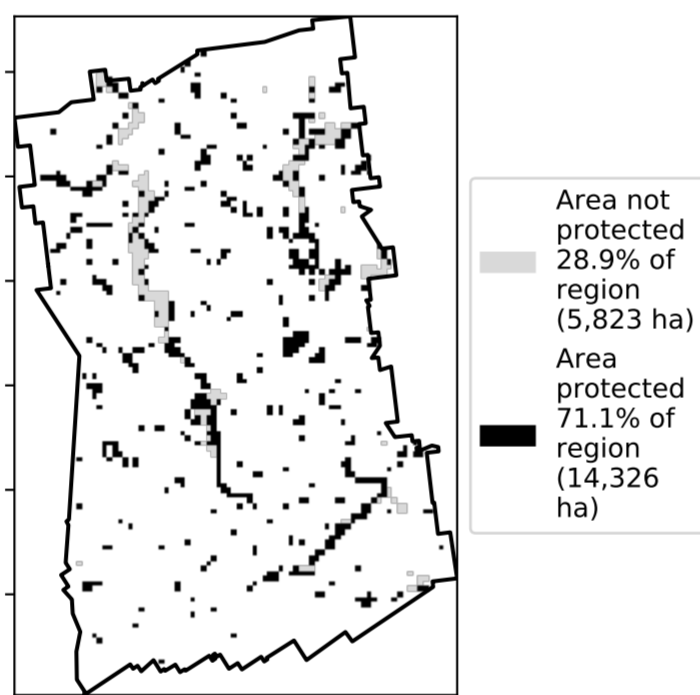 Area not
protected
28.9% of
region
(5,823 ha)
Area
protected
71.1% of
region
(14,326
ha)